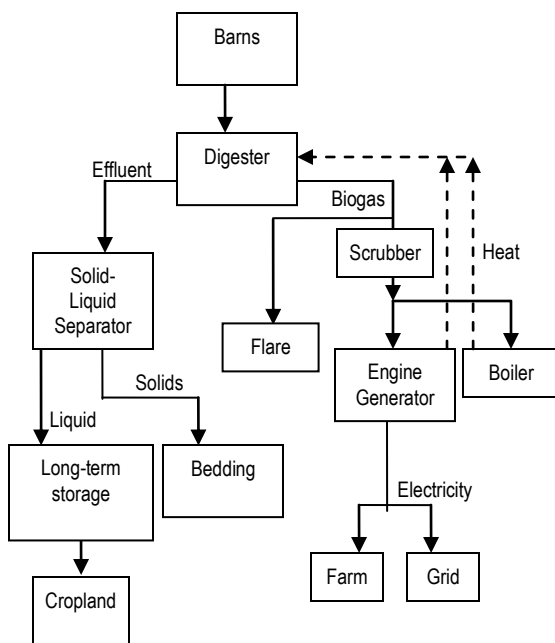 Barns
Digester
Effluent
Biogas
Scrubber
Heat
Solid-
Liquid
Separator
Flare
Engine
Generator
Boiler
Solids
Liquid
Long-term
storage
Bedding
Electricity
Farm
Grid
Cropland